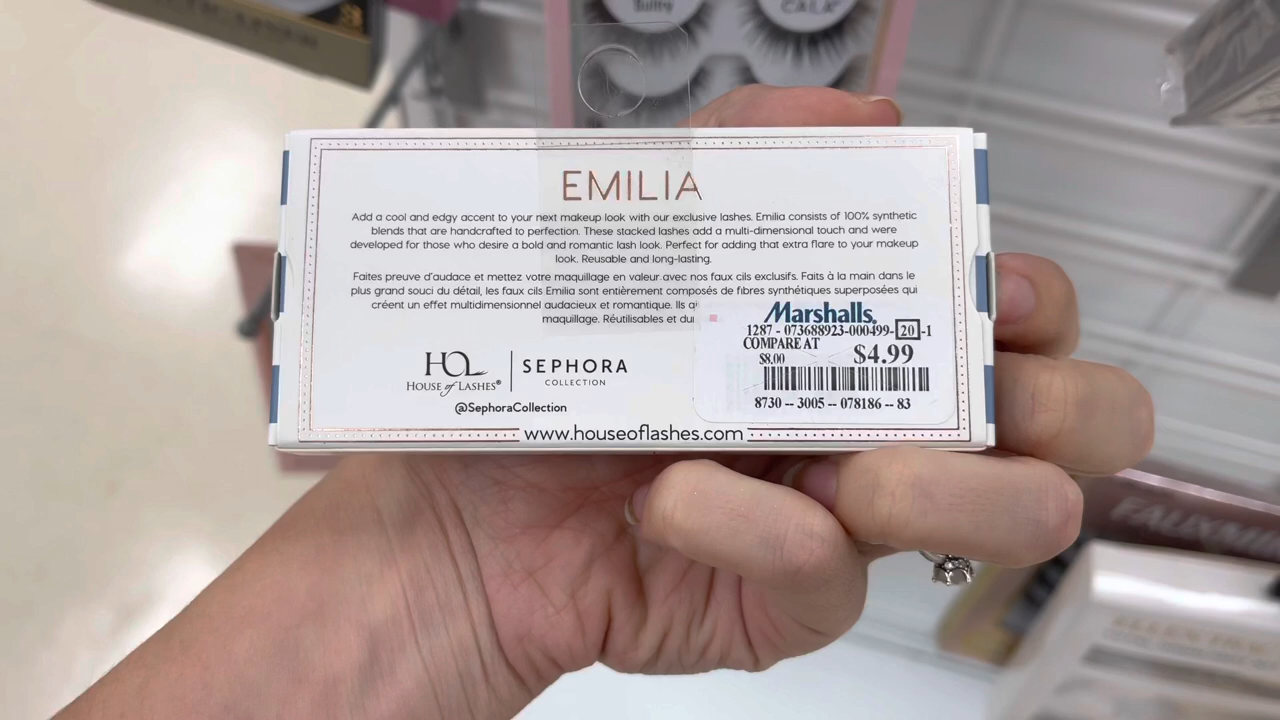 CALA
EMILIA
Add a cool and edgy accent to your next makeup look with our exclusive lashes. Emilia consists of 100% synthetic
blends that are handcrafted to perfection. These stacked lashes add a multi-dimensional touch and were
developed for those who desire a bold and romantic lash look. Perfect for adding that extra flare to your makeup
look. Reusable and long-lasting.
Faites preuve d'audace et mettez votre maquillage en valeur avec nos faux cils exclusifs. Faits à la main dans le
plus grand souci du détail, les faux cils Emilia sont entièrement composés de fibres synthétiques superposées qui
créent un effet multidimensionnel audacieux et romantique. Ils
maquillage. Réutilisables et
Marshalls.
1287 - 073688923-000499-20-1
COMPARE AT
$8.00 $4.99
8730 -- 3005 -- 078186 -- 83
HOL
HOUSE of LASHES®
SEPHORA
COLLECTION
@SephoraCollection
www.houseoflashes.com